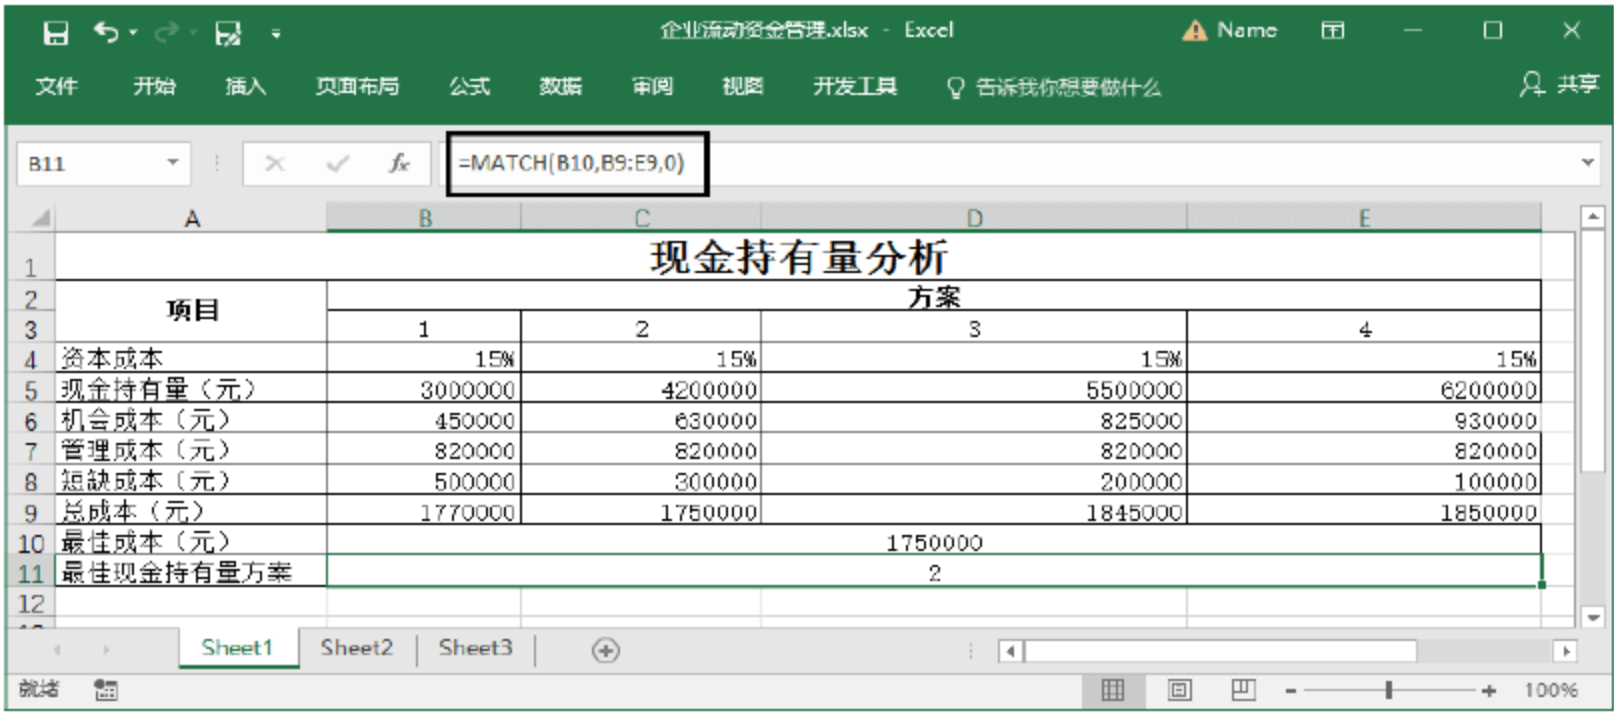 企业流动资金管理.xlsx - Excel Name
文件 开始 插入 页面布局 公式 数据 审阅 视图 开发工具 告诉我你想要做什么 共享
B11 fx =MATCH(B10,B9:E9,0)
A B C D E
1 现金持有量分析
2 项目 方案
3 1 2 3 4
4 资本成本 15% 15% 15% 15%
5 现金持有量（元） 3000000 4200000 5500000 6200000
6 机会成本（元） 450000 630000 825000 930000
7 管理成本（元） 820000 820000 820000 820000
8 短缺成本（元） 500000 300000 200000 100000
9 总成本（元） 1770000 1750000 1845000 1850000
10 最佳成本（元） 1750000
11 最佳现金持有量方案 2
12
Sheet1 Sheet2 Sheet3
就绪 100%